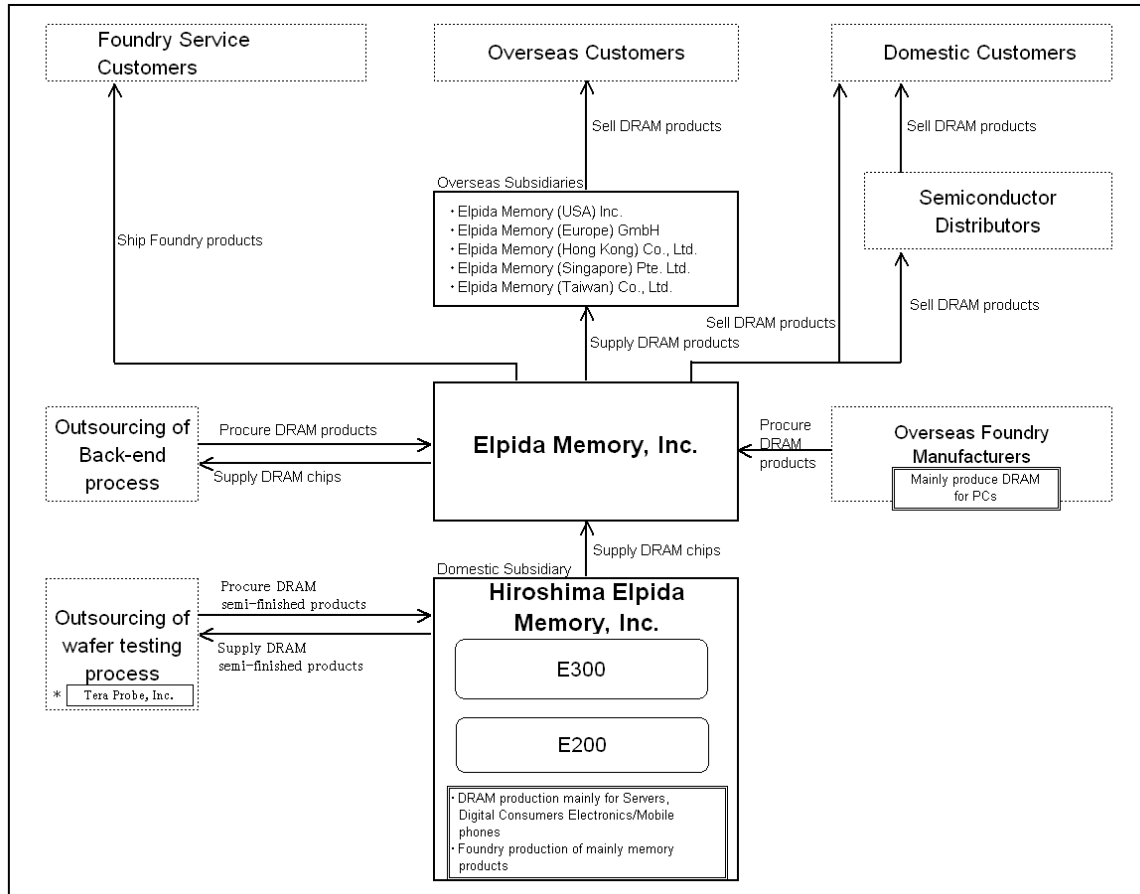 Foundry Service
Customers
Overseas Customers
Domestic Customers
Sell DRAM products
Sell DRAM products
Overseas Subsidiaries
・Elpida Memory (USA) Inc.
・Elpida Memory (Europe) GmbH
・Elpida Memory (Hong Kong) Co., Ltd.
・Elpida Memory (Singapore) Pte. Ltd.
・Elpida Memory (Taiwan) Co., Ltd.
Semiconductor
Distributors
Ship Foundry products
Sell DRAM products
Sell DRAM products
Supply DRAM products
Outsourcing of
Back-end
process
Procure DRAM products
Supply DRAM chips
Elpida Memory, Inc.
Procure
DRAM
products
Overseas Foundry
Manufacturers
Mainly produce DRAM
for PCs
Supply DRAM chips
Domestic Subsidiary
Outsourcing of
wafer testing
process
* Tera Probe, Inc.
Procure DRAM
semi-finished products
Supply DRAM
semi-finished products
Hiroshima Elpida
Memory, Inc.
E300
E200
・DRAM production mainly for Servers,
Digital Consumers Electronics/Mobile
phones
・Foundry production of mainly memory
products